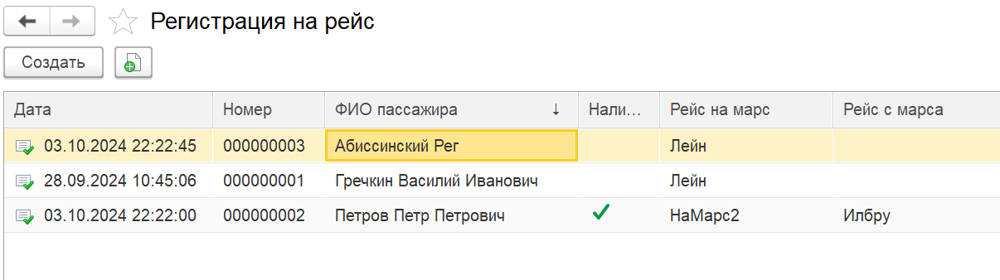 Регистрация на рейс
Создать
Дата Номер ФИО пассажира ↓ Нали... Рейс на марс Рейс с марса
03.10.2024 22:22:45 000000003 Абиссинский Рег Лейн
28.09.2024 10:45:06 000000001 Гречкин Василий Иванович Лейн
03.10.2024 22:22:00 000000002 Петров Петр Петрович НаМарс2 Илбру